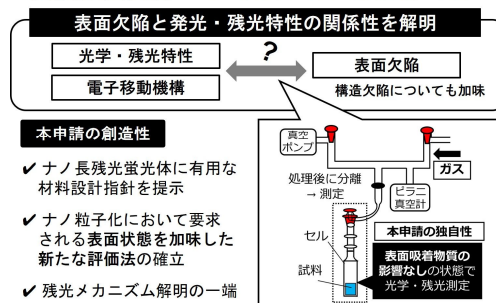 表面欠陥と発光・残光特性の関係性を解明
光学・残光特性
電子移動機構
?
表面欠陥
構造欠陥についても加味
本申請の創造性
✔ ナノ長残光蛍光体に有用な
材料設計指針を提示
✔ ナノ粒子化において要求
される表面状態を加味した
新たな評価法の確立
✔ 残光メカニズム解明の一端
真空
ポンプ
ガス
処理後に分離
→ 測定
ピラニ
真空計
セル
試料
本申請の独自性
表面吸着物質の
影響なしの状態で
光学・残光測定